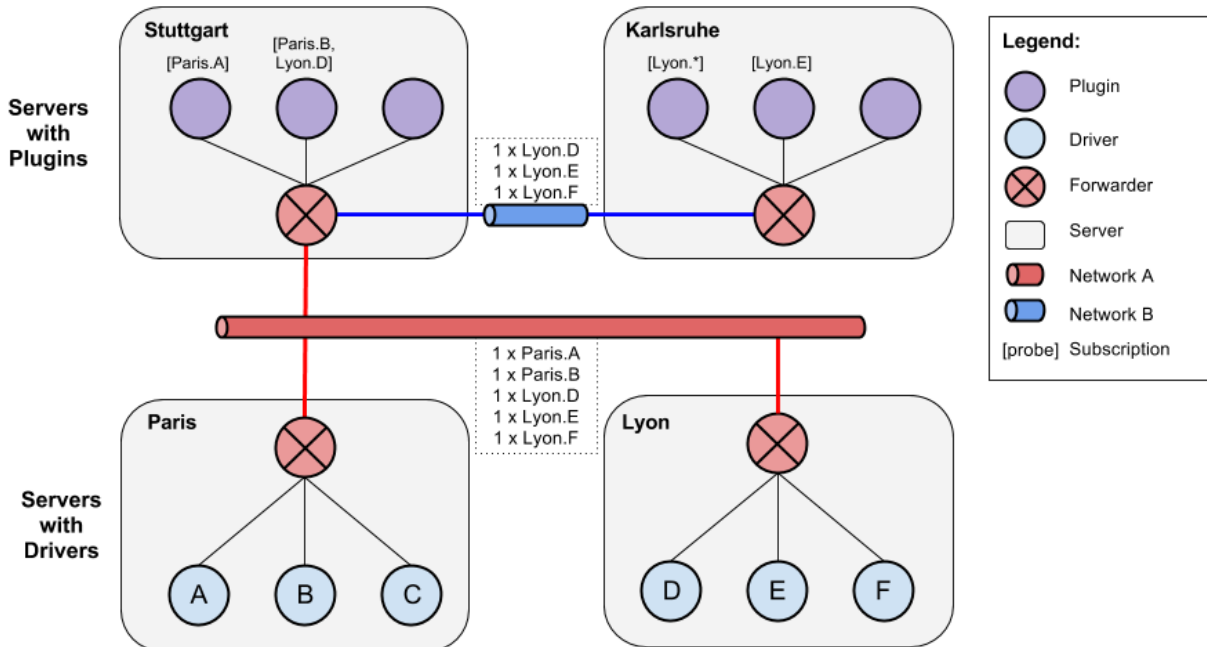 Stuttgart
[Paris.A]
[Paris.B,
Lyon.D]
Karlsruhe
[Lyon.*]
[Lyon.E]
Servers
with
Plugins
1 x Lyon.D
1 x Lyon.E
1 x Lyon.F
1 x Paris.A
1 x Paris.B
1 x Lyon.D
1 x Lyon.E
1 x Lyon.F
Servers
with
Drivers
Paris
A
B
C
Lyon
D
E
F
Legend:
Plugin
Driver
Forwarder
Server
Network A
Network B
[probe] Subscription